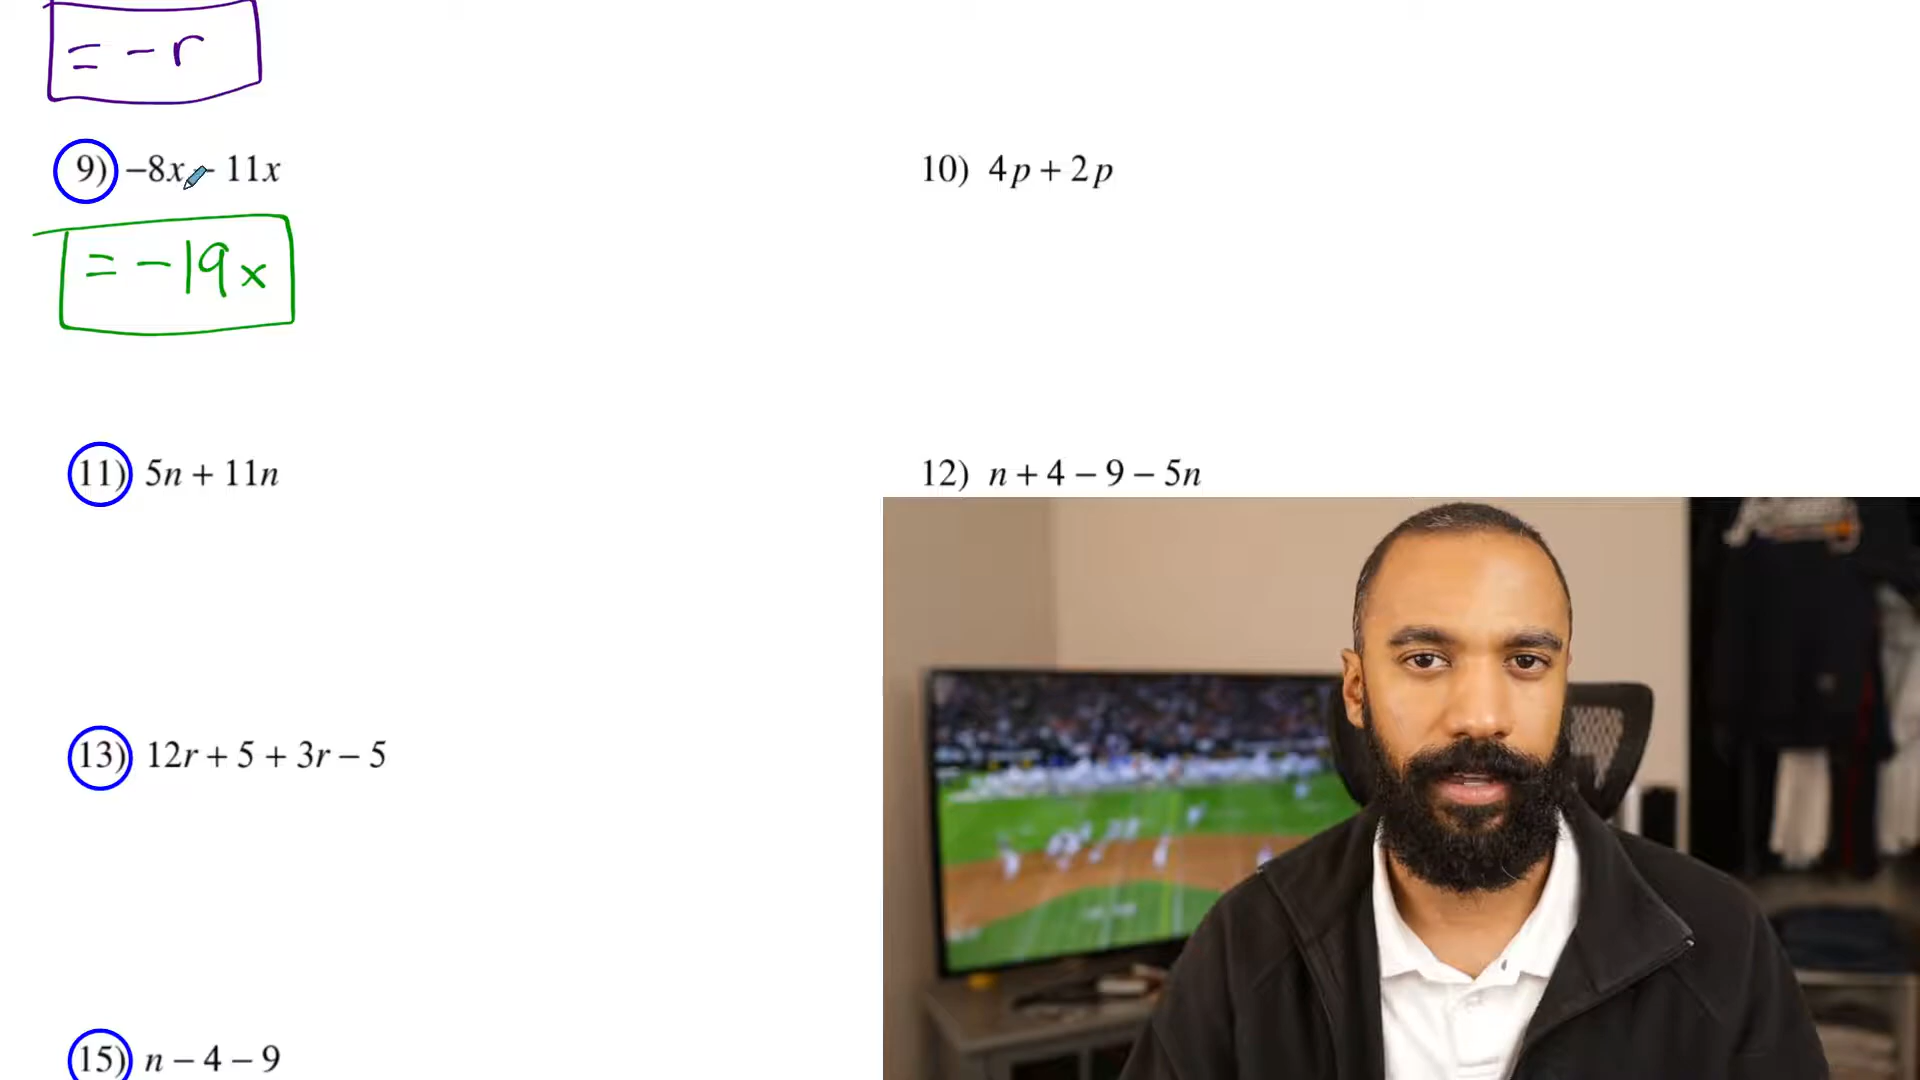 = -r
9) −8x − 11x
10) 4p + 2p
= -19x
11) 5n + 11n
12) n + 4 − 9 − 5n
13) 12r + 5 + 3r − 5
15) n − 4 − 9